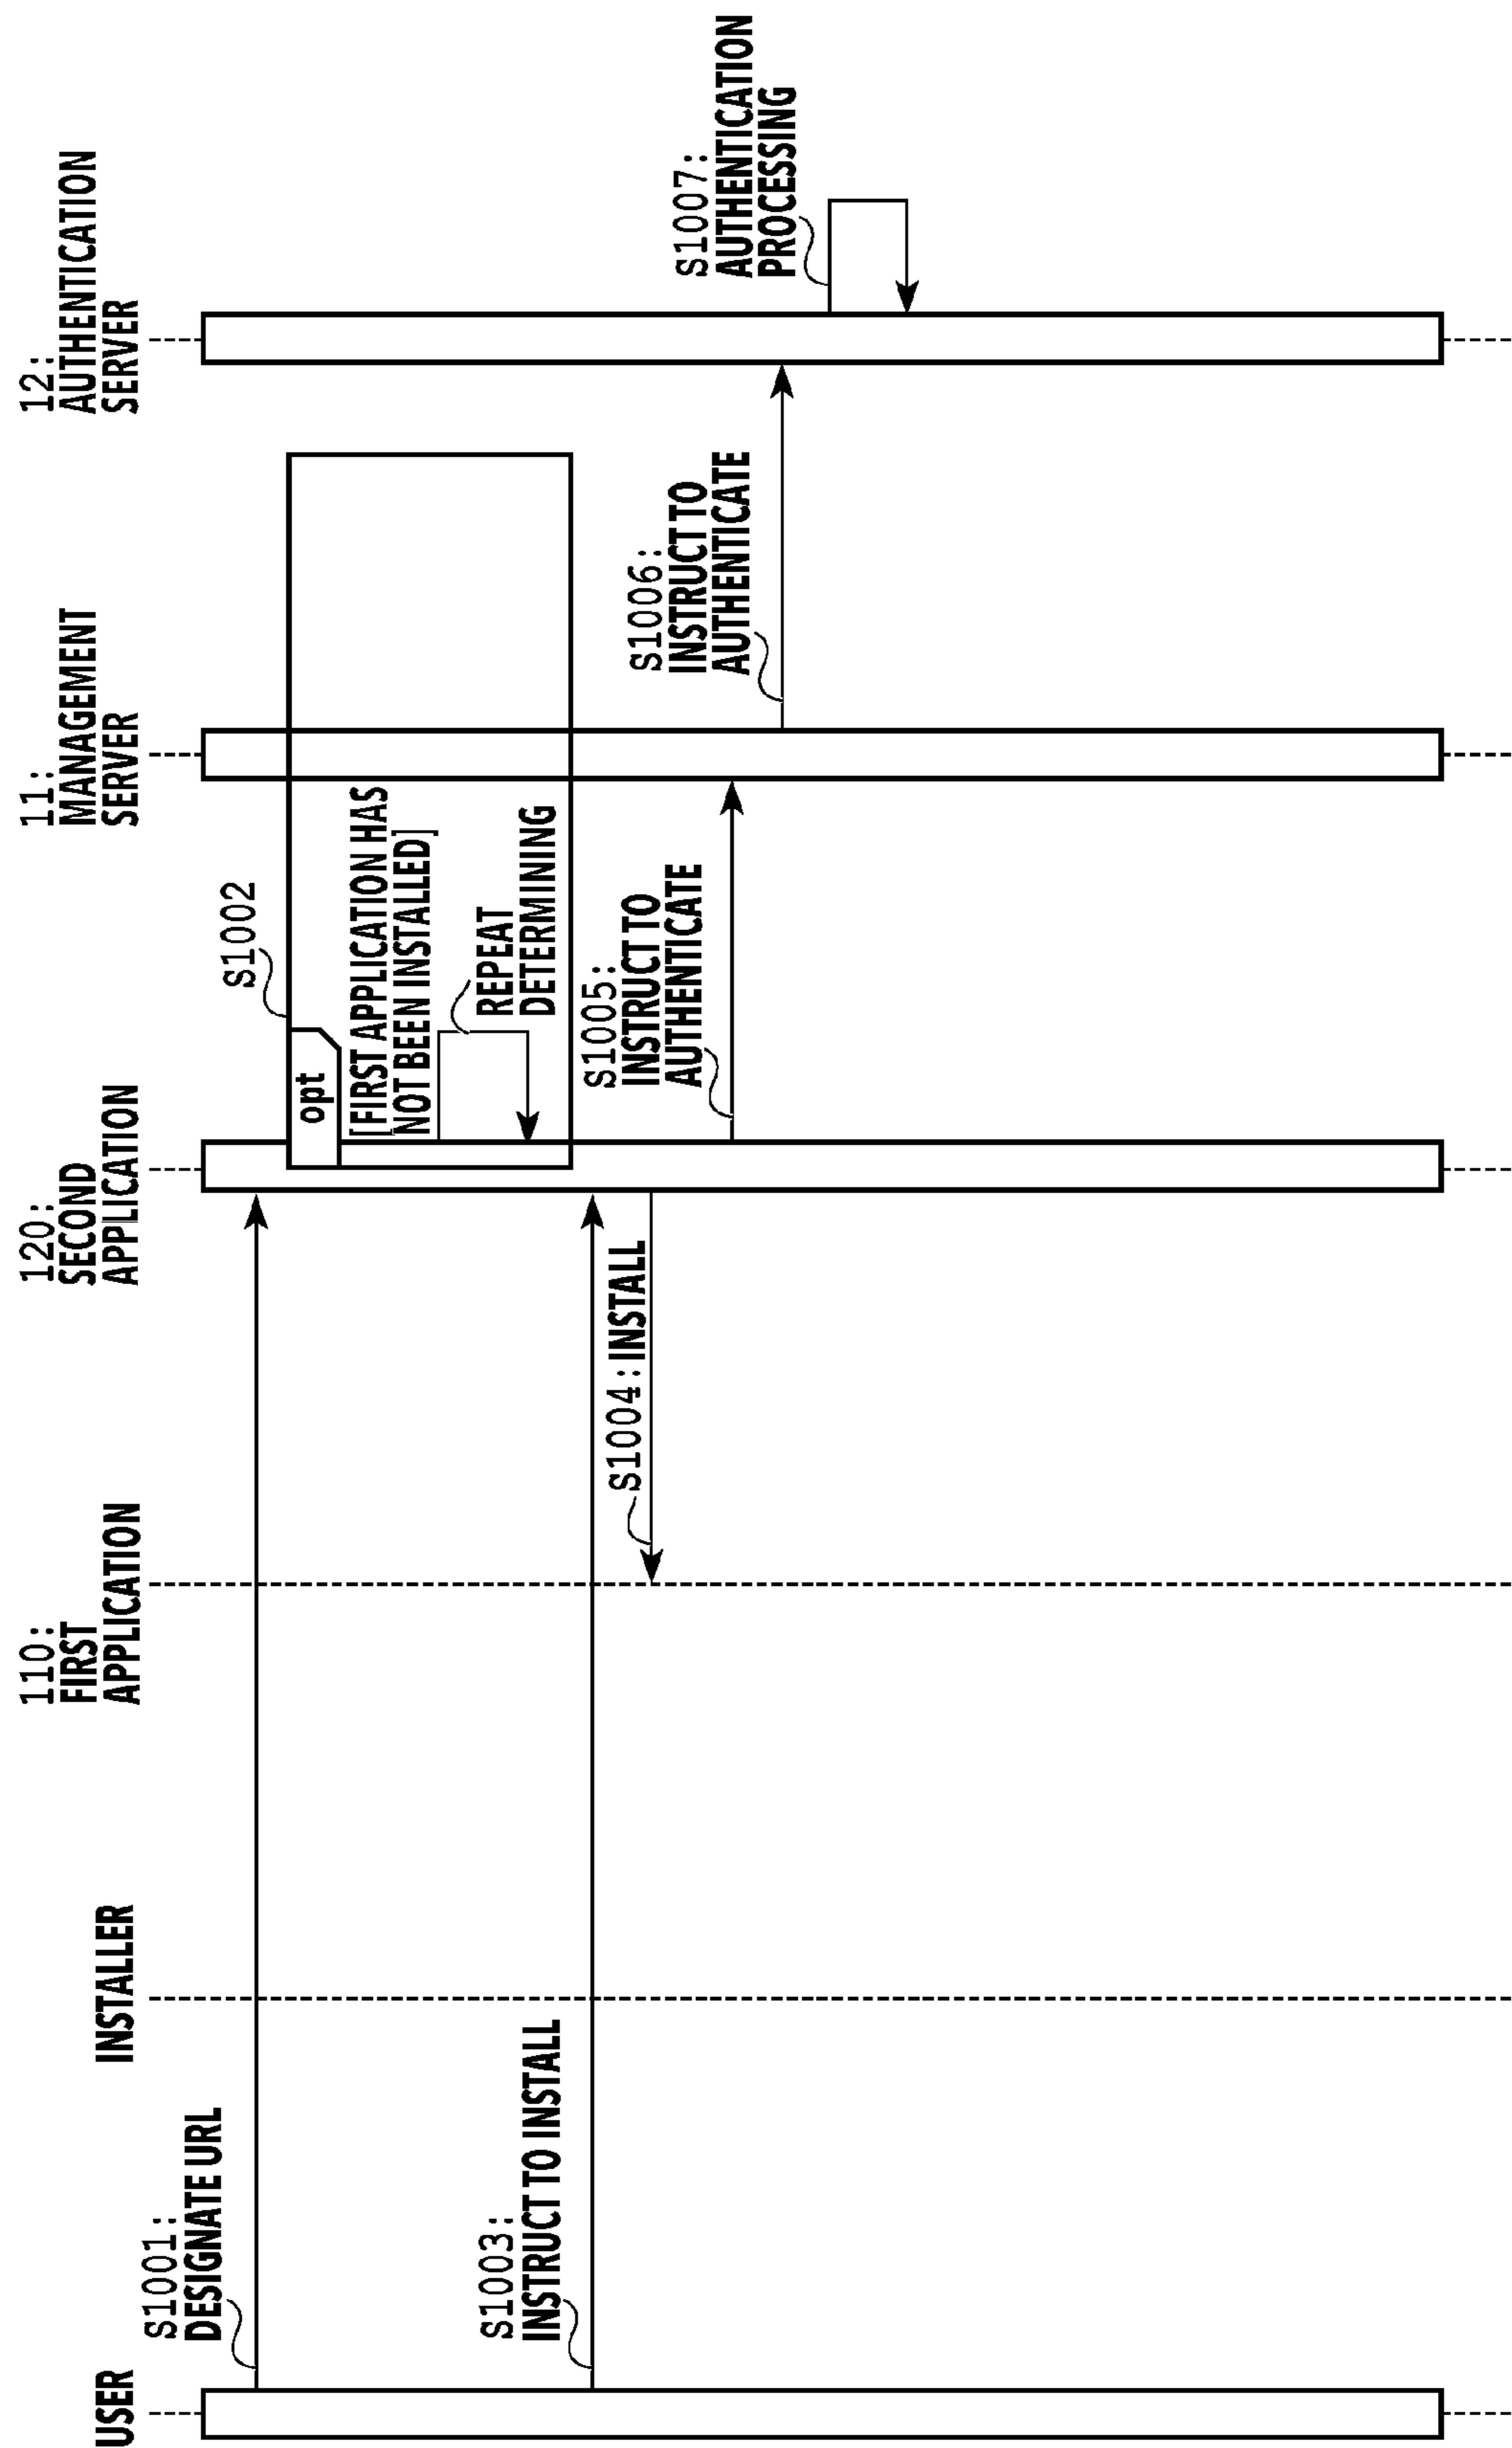 USER
INSTALLER
110:
FIRST
APPLICATION
120:
SECOND
APPLICATION
11:
MANAGEMENT
SERVER
12:
AUTHENTICATION
SERVER
S1001:
DESIGNATE URL
S1002
opt
[FIRST APPLICATION HAS
NOT BEEN INSTALLED]
REPEAT
DETERMINING
S1003:
INSTRUCT TO INSTALL
S1004: INSTALL
S1005:
INSTRUCT TO
AUTHENTICATE
S1006:
INSTRUCT TO
AUTHENTICATE
S1007:
AUTHENTICATION
PROCESSING